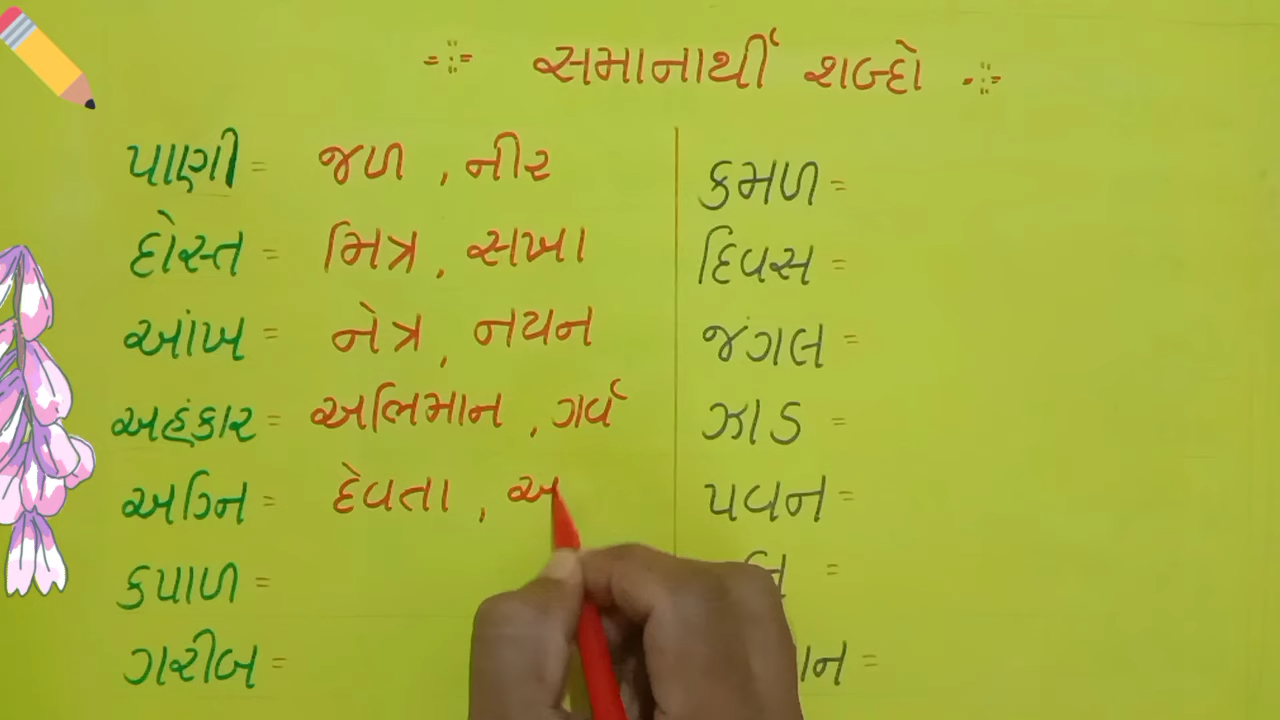 સમાનાર્થી શબ્દો
પાણી = જળ , નીર
દોસ્ત = મિત્ર , સખા
આંખ = નેત્ર , નયન
અહંકાર = અભિમાન , ગર્વ
અગ્નિ = દેવતા , અ
કપાળ =
ગરીબ =
કમળ =
દિવસ =
જંગલ =
ઝાડ =
પવન =
=
=